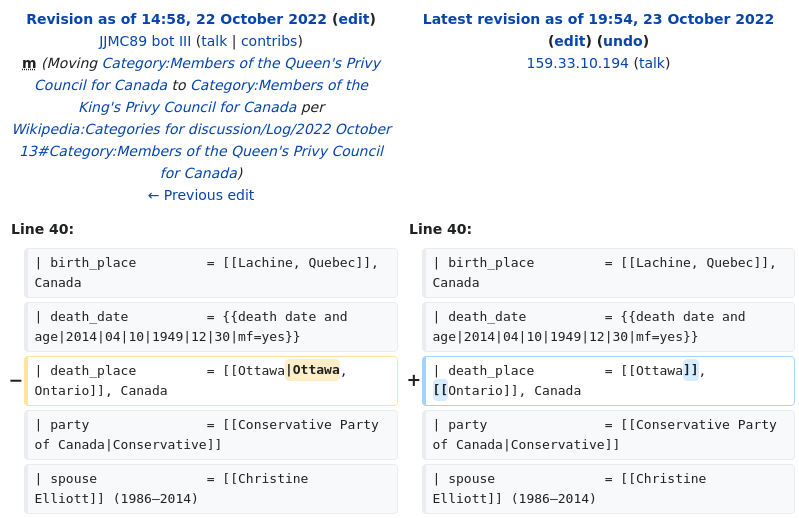 Revision as of 14:58, 22 October 2022 (edit)
JJMC89 bot III (talk | contribs)
m (Moving Category:Members of the Queen's Privy
Council for Canada to Category:Members of the
King's Privy Council for Canada per
Wikipedia:Categories for discussion/Log/2022 October
13#Category:Members of the Queen's Privy Council
for Canada)
← Previous edit
Latest revision as of 19:54, 23 October 2022
(edit) (undo)
159.33.10.194 (talk)
Line 40:
Line 40:
| birth_place         = [[Lachine, Quebec]],
Canada
| birth_place         = [[Lachine, Quebec]],
Canada
| death_date          = {{death date and
age|2014|04|10|1949|12|30|mf=yes}}
| death_date          = {{death date and
age|2014|04|10|1949|12|30|mf=yes}}
− | death_place         = [[Ottawa|Ottawa,
Ontario]], Canada
+ | death_place         = [[Ottawa]],
[[Ontario]], Canada
| party               = [[Conservative Party
of Canada|Conservative]]
| party               = [[Conservative Party
of Canada|Conservative]]
| spouse              = [[Christine
Elliott]] (1986–2014)
| spouse              = [[Christine
Elliott]] (1986–2014)